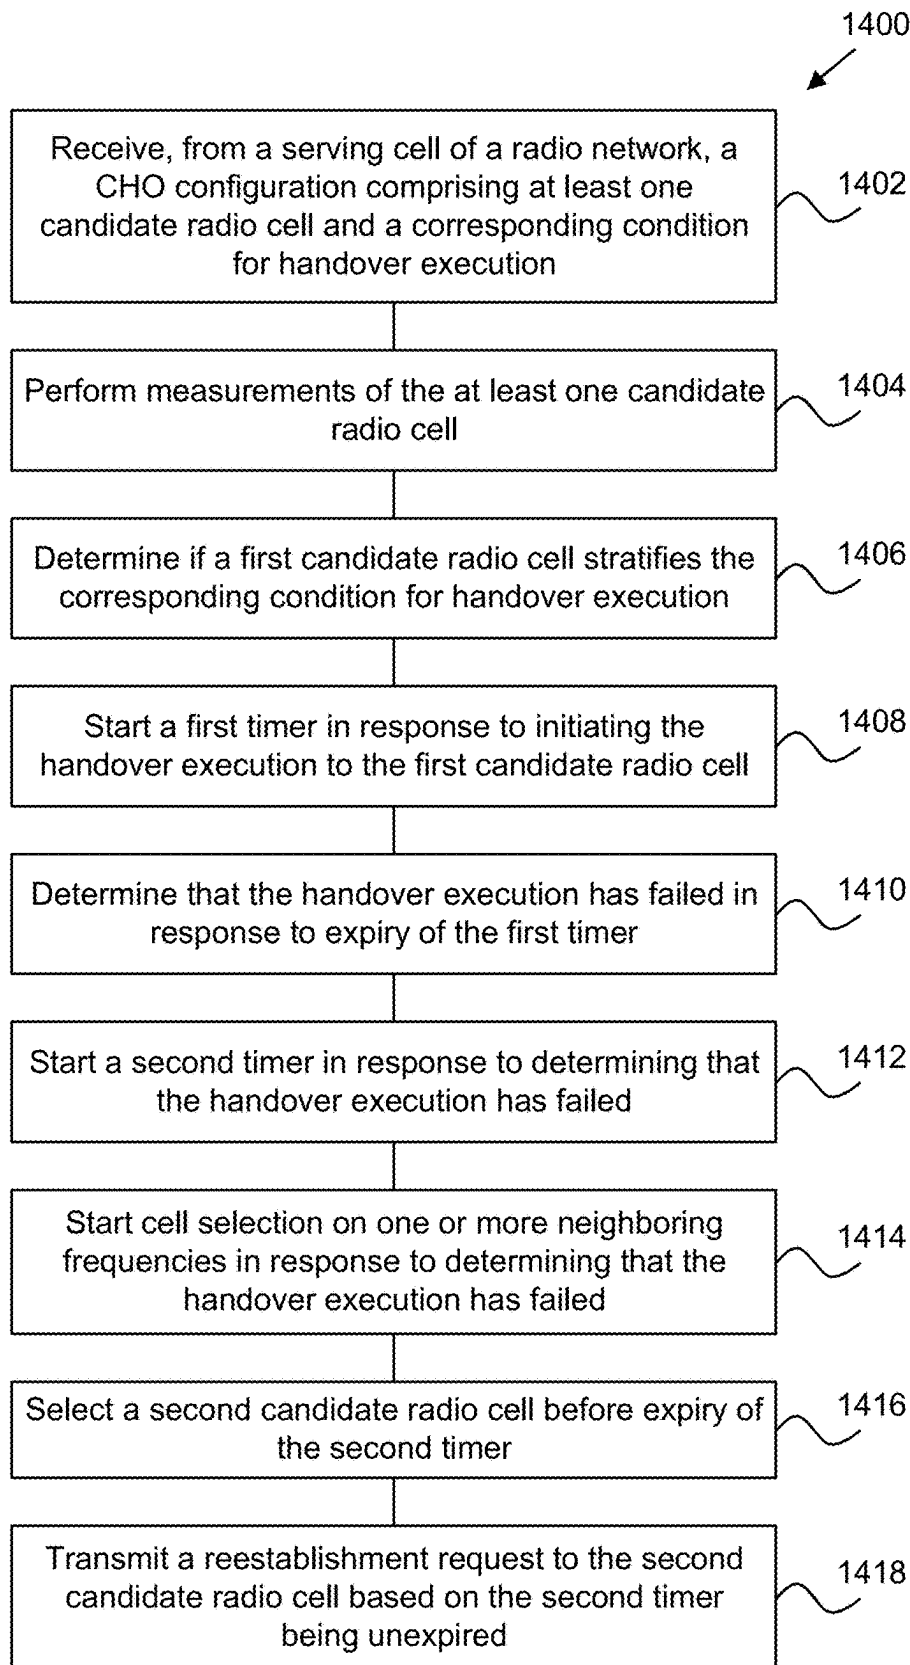 1400
Receive, from a serving cell of a radio network, a
CHO configuration comprising at least one
candidate radio cell and a corresponding condition
for handover execution
1402
Perform measurements of the at least one candidate
radio cell
1404
Determine if a first candidate radio cell stratifies the
corresponding condition for handover execution
1406
Start a first timer in response to initiating the
handover execution to the first candidate radio cell
1408
Determine that the handover execution has failed in
response to expiry of the first timer
1410
Start a second timer in response to determining that
the handover execution has failed
1412
Start cell selection on one or more neighboring
frequencies in response to determining that the
handover execution has failed
1414
Select a second candidate radio cell before expiry of
the second timer
1416
Transmit a reestablishment request to the second
candidate radio cell based on the second timer
being unexpired
1418